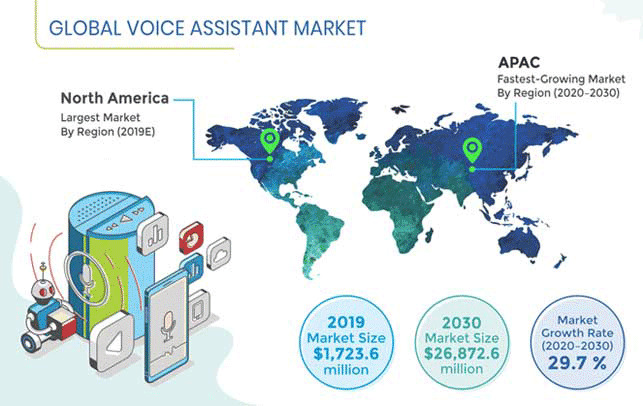 GLOBAL VOICE ASSISTANT MARKET
North America
Largest Market
By Region (2019E)
APAC
Fastest-Growing Market
By Region (2020–2030)
2019
Market Size
$1,723.6
million
2030
Market Size
$26,872.6
million
Market
Growth Rate
(2020–2030)
29.7 %